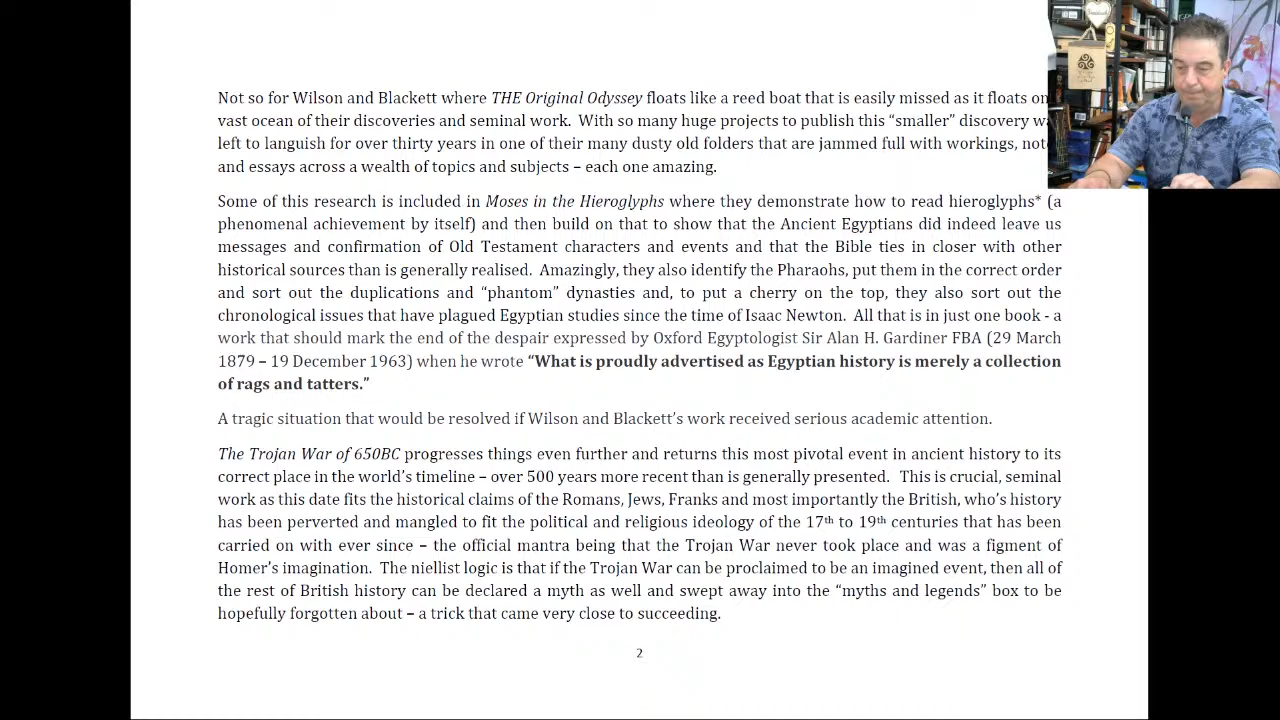 Not so for Wilson and Blackett where THE Original Odyssey floats like a reed boat that is easily missed as it floats on
vast ocean of their discoveries and seminal work. With so many huge projects to publish this “smaller” discovery
left to languish for over thirty years in one of their many dusty old folders that are jammed full with workings,
and essays across a wealth of topics and subjects – each one amazing.
Some of this research is included in Moses in the Hieroglyphs where they demonstrate how to read hieroglyphs* (a
phenomenal achievement by itself) and then build on that to show that the Ancient Egyptians did indeed leave us
messages and confirmation of Old Testament characters and events and that the Bible ties in closer with other
historical sources than is generally realised. Amazingly, they also identify the Pharaohs, put them in the correct order
and sort out the duplications and “phantom” dynasties and, to put a cherry on the top, they also sort out the
chronological issues that have plagued Egyptian studies since the time of Isaac Newton. All that is in just one book - a
work that should mark the end of the despair expressed by Oxford Egyptologist Sir Alan H. Gardiner FBA (29 March
1879 – 19 December 1963) when he wrote “What is proudly advertised as Egyptian history is merely a collection
of rags and tatters.”
A tragic situation that would be resolved if Wilson and Blackett’s work received serious academic attention.
The Trojan War of 650BC progresses things even further and returns this most pivotal event in ancient history to its
correct place in the world’s timeline – over 500 years more recent than is generally presented. This is crucial, seminal
work as this date fits the historical claims of the Romans, Jews, Franks and most importantly the British, who’s history
has been perverted and mangled to fit the political and religious ideology of the 17th to 19th centuries that has been
carried on with ever since – the official mantra being that the Trojan War never took place and was a figment of
Homer’s imagination. The niellist logic is that if the Trojan War can be proclaimed to be an imagined event, then all of
the rest of British history can be declared a myth as well and swept away into the “myths and legends” box to be
hopefully forgotten about – a trick that came very close to succeeding.
2